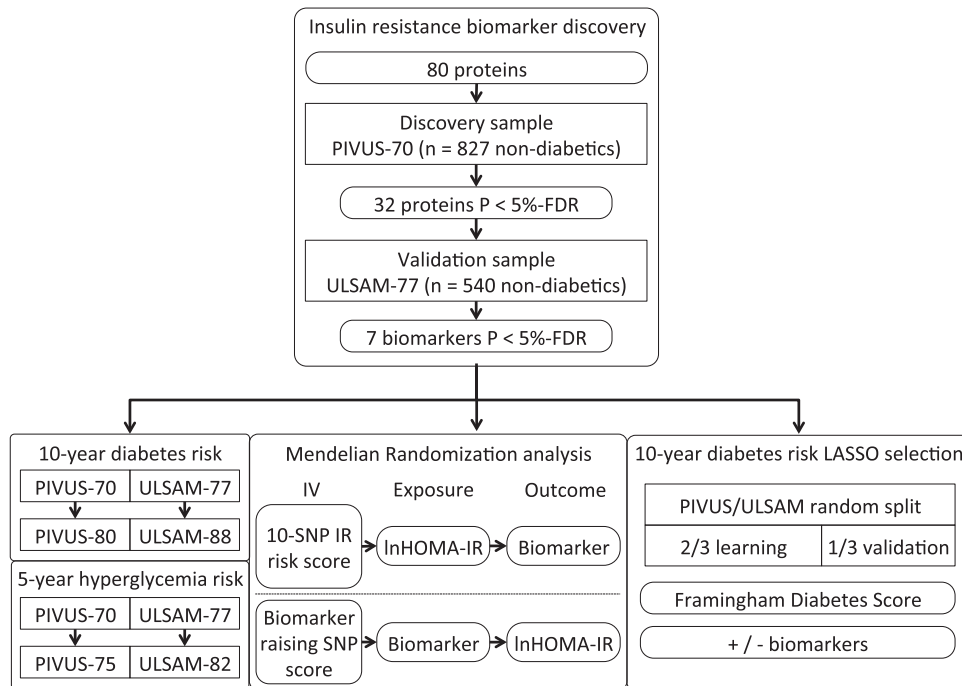 Insulin resistance biomarker discovery
80 proteins
Discovery sample
PIVUS-70 (n = 827 non-diabetics)
32 proteins P < 5%-FDR
Validation sample
ULSAM-77 (n = 540 non-diabetics)
7 biomarkers P < 5%-FDR
10-year diabetes risk
PIVUS-70 ULSAM-77
PIVUS-80 ULSAM-88
5-year hyperglycemia risk
PIVUS-70 ULSAM-77
PIVUS-75 ULSAM-82
Mendelian Randomization analysis
IV Exposure Outcome
10-SNP IR
risk score
lnHOMA-IR
Biomarker
Biomarker
raising SNP
score
Biomarker
lnHOMA-IR
10-year diabetes risk LASSO selection
PIVUS/ULSAM random split
2/3 learning 1/3 validation
Framingham Diabetes Score
+ / - biomarkers